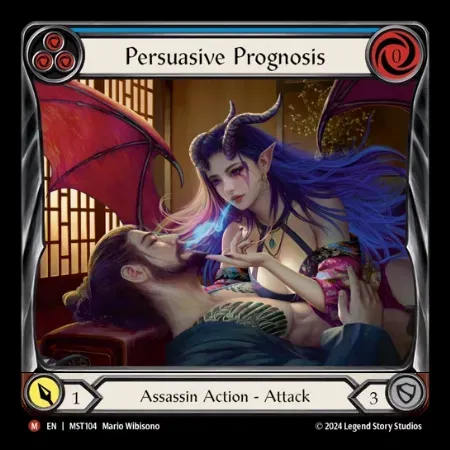 Persuasive Prognosis
0
1
Assassin Action - Attack
3
M EN | MST104 Mario Wibisono
© 2024 Legend Story Studios